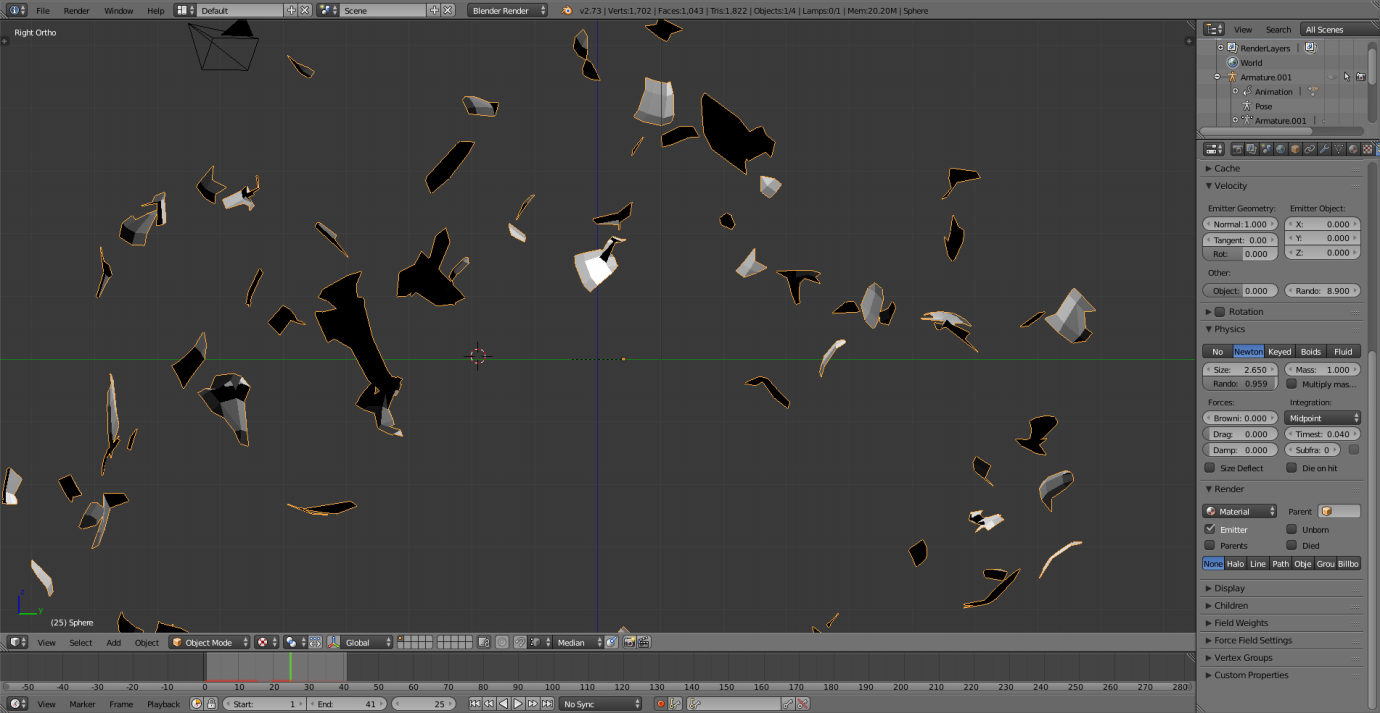 File Render Window Help Default Scene Blender Render v2.73 | Verts:1,702 | Faces:1,043 | Tris:1,822 | Objects:1/4 | Lamps:0/1 | Mem:20.20M | Sphere
Right Ortho
View Search All Scenes
RenderLayers
World
Armature.001
Animation
Pose
Armature.001
Cache
Velocity
Emitter Geometry: Emitter Object:
Normal: 1.000 X: 0.000
Tangent: 0.00 Y: 0.000
Rot: 0.000 Z: 0.000
Other:
Object: 0.000 Rando: 8.900
Rotation
Physics
No Newton Keyed Boids Fluid
Size: 2.650 Mass: 1.000
Rando: 0.959 Multiply mas...
Forces: Integration:
Browni: 0.000 Midpoint
Drag: 0.000 Timest: 0.040
Damp: 0.000 Subfra: 0
Size Deflect Die on hit
Render
Material Parent
Emitter Unborn
Parents Died
None Halo Line Path Obje Grou Billbo
Display
Children
Field Weights
Force Field Settings
Vertex Groups
Custom Properties
z
y
(25) Sphere
View Select Add Object Object Mode Global Median
-50 -40 -30 -20 -10 0 10 20 30 40 50 60 70 80 90 100 110 120 130 140 150 160 170 180 190 200 210 220 230 240 250 260 270 280
View Marker Frame Playback Start: 1 End: 41 25 No Sync